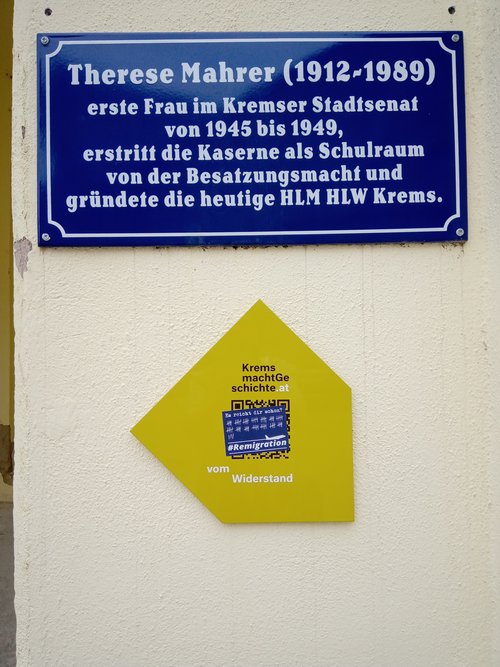 Therese Mahrer (1912-1989)
erste Frau im Kremser Stadtsenat
von 1945 bis 1949,
erstritt die Kaserne als Schulraum
von der Besatzungsmacht und
gründete die heutige HLM HLW Krems.
Krems
machtGe
schichte.at
Es reicht dir schon?
#Remigration
vom
Widerstand